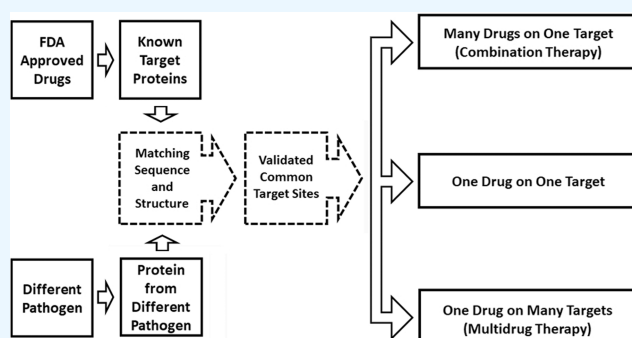 FDA
Approved
Drugs
Known
Target
Proteins
Matching
Sequence
and
Structure
Validated
Common
Target Sites
Different
Pathogen
Protein
from
Different
Pathogen
Many Drugs on One Target
(Combination Therapy)
One Drug on One Target
One Drug on Many Targets
(Multidrug Therapy)